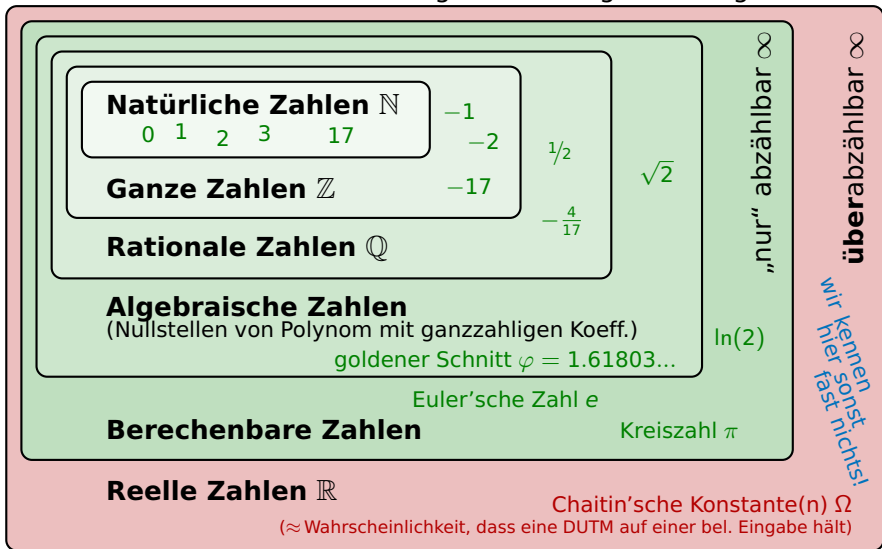 Natürliche Zahlen ℕ
0 1 2 3 17
−1
−2
−17
Ganze Zahlen ℤ
½
−4/17
Rationale Zahlen ℚ
√2
Algebraische Zahlen
(Nullstellen von Polynom mit ganzzahligen Koeff.)
goldener Schnitt φ = 1.61803...
ln(2)
Euler’sche Zahl e
Berechenbare Zahlen
Kreiszahl π
„nur“ abzählbar ∞
überabzählbar ∞
wir kennen
hier sonst
fast nichts!
Reelle Zahlen ℝ
Chaitin’sche Konstante(n) Ω
(≈ Wahrscheinlichkeit, dass eine DUTM auf einer bel. Eingabe hält)